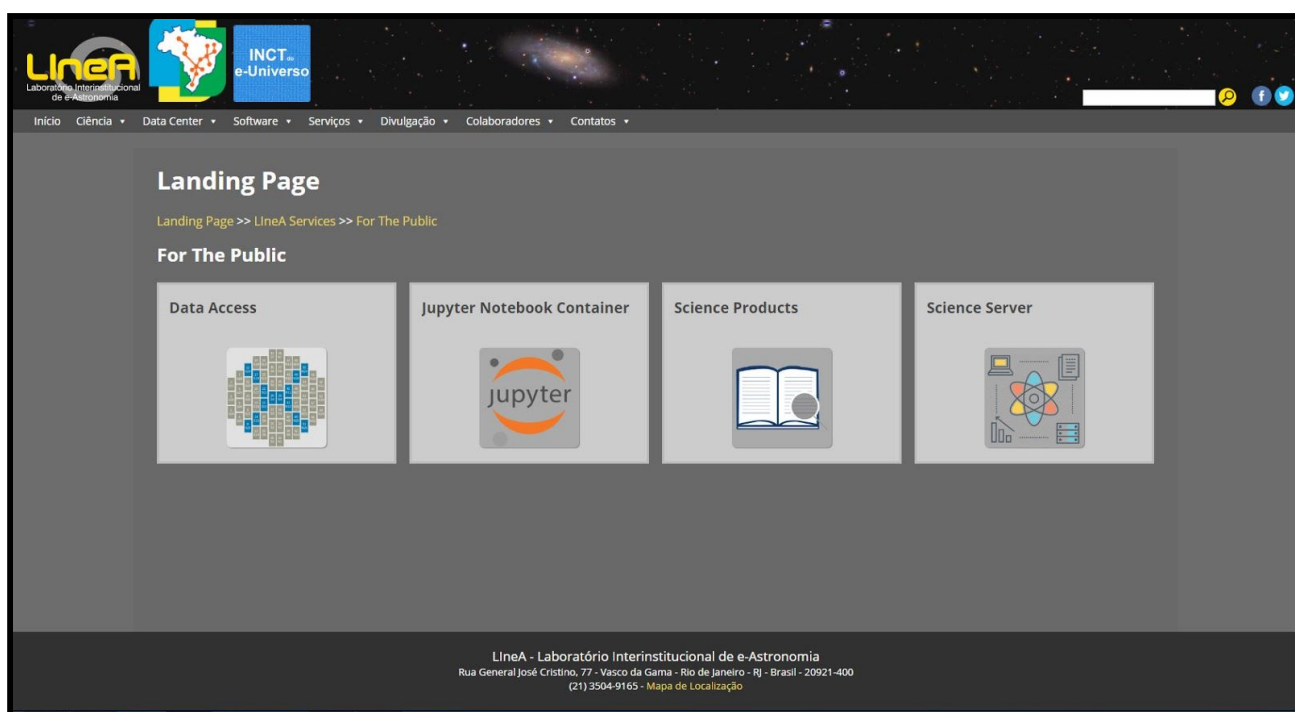 LIneA
Laboratório Interinstitucional
de e-Astronomia
INCT do
e-Universo
Início Ciência Data Center Software Serviços Divulgação Colaboradores Contatos
Landing Page
Landing Page >> LIneA Services >> For The Public
For The Public
Data Access
Jupyter Notebook Container
jupyter
Science Products
Science Server
LIneA - Laboratório Interinstitucional de e-Astronomia
Rua General José Cristino, 77 - Vasco da Gama - Rio de Janeiro - RJ - Brasil - 20921-400
(21) 3504-9165 - Mapa de Localização